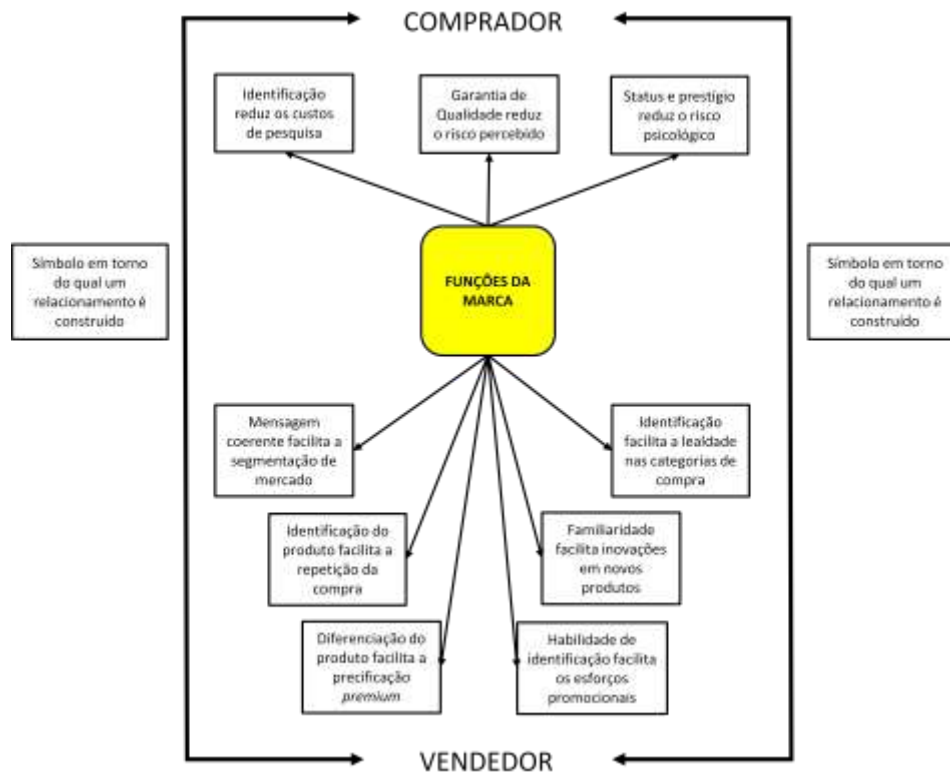 COMPRADOR
Identificação
reduz os custos
de pesquisa
Garantia de
Qualidade reduz
o risco percebido
Status e prestígio
reduz o risco
psicológico
Símbolo em torno
do qual um
relacionamento é
construído
FUNÇÕES DA
MARCA
Símbolo em torno
do qual um
relacionamento é
construído
Mensagem
coerente facilita a
segmentação de
mercado
Identificação
facilita a lealdade
nas categorias de
compra
Identificação do
produto facilita a
repetição da
compra
Familiaridade
facilita inovações
em novos
produtos
Diferenciação do
produto facilita a
precificação
premium
Habilidade de
identificação facilita
os esforços
promocionais
VENDEDOR